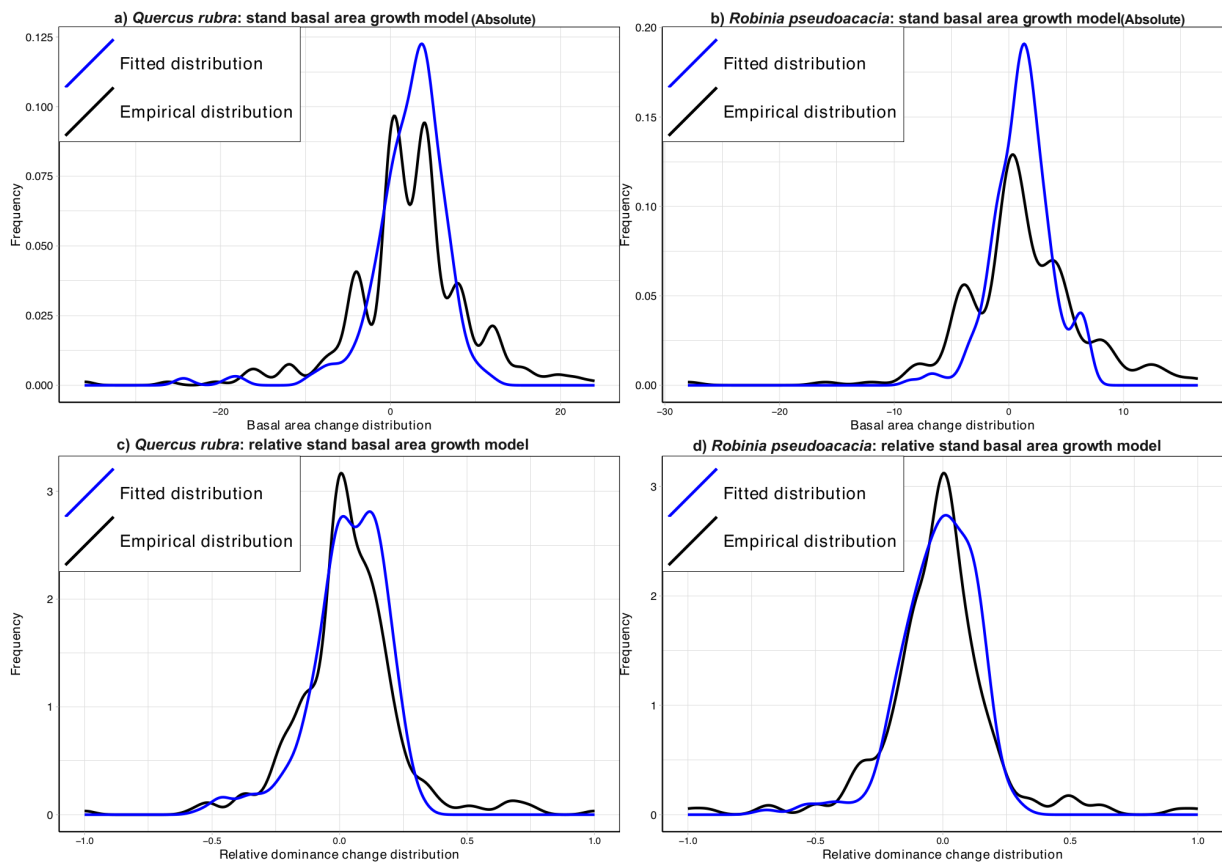 a) Quercus rubra: stand basal area growth model (Absolute)
0.125
0.100
0.075
0.050
0.025
0.000
Frequency
Fitted distribution
Empirical distribution
−20
0
20
Basal area change distribution
b) Robinia pseudoacacia: stand basal area growth model(Absolute)
0.20
0.15
0.10
0.05
0.00
Frequency
Fitted distribution
Empirical distribution
−30
−10
0
10
Basal area change distribution
c) Quercus rubra: relative stand basal area growth model
3
2
1
0
Frequency
Fitted distribution
Empirical distribution
−1.0
−0.5
0.0
0.5
1.0
Relative dominance change distribution
d) Robinia pseudoacacia: relative stand basal area growth model
3
2
1
0
Frequency
Fitted distribution
Empirical distribution
−1.0
−0.5
0.0
0.5
1.0
Relative dominance change distribution